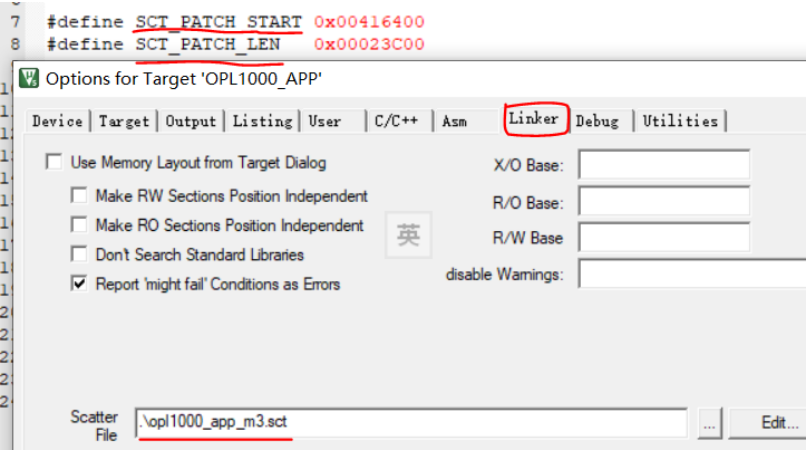 7 #define SCT_PATCH_START 0x00416400
8 #define SCT_PATCH_LEN 0x00023C00
Options for Target 'OPL1000_APP'
Device Target Output Listing User C/C++ Asm Linker Debug Utilities
Use Memory Layout from Target Dialog
X/O Base:
Make RW Sections Position Independent
R/O Base:
Make RO Sections Position Independent
英
R/W Base
Don't Search Standard Libraries
disable Warnings:
Report 'might fail' Conditions as Errors
Scatter
File
.\opl1000_app_m3.sct
...
Edit...